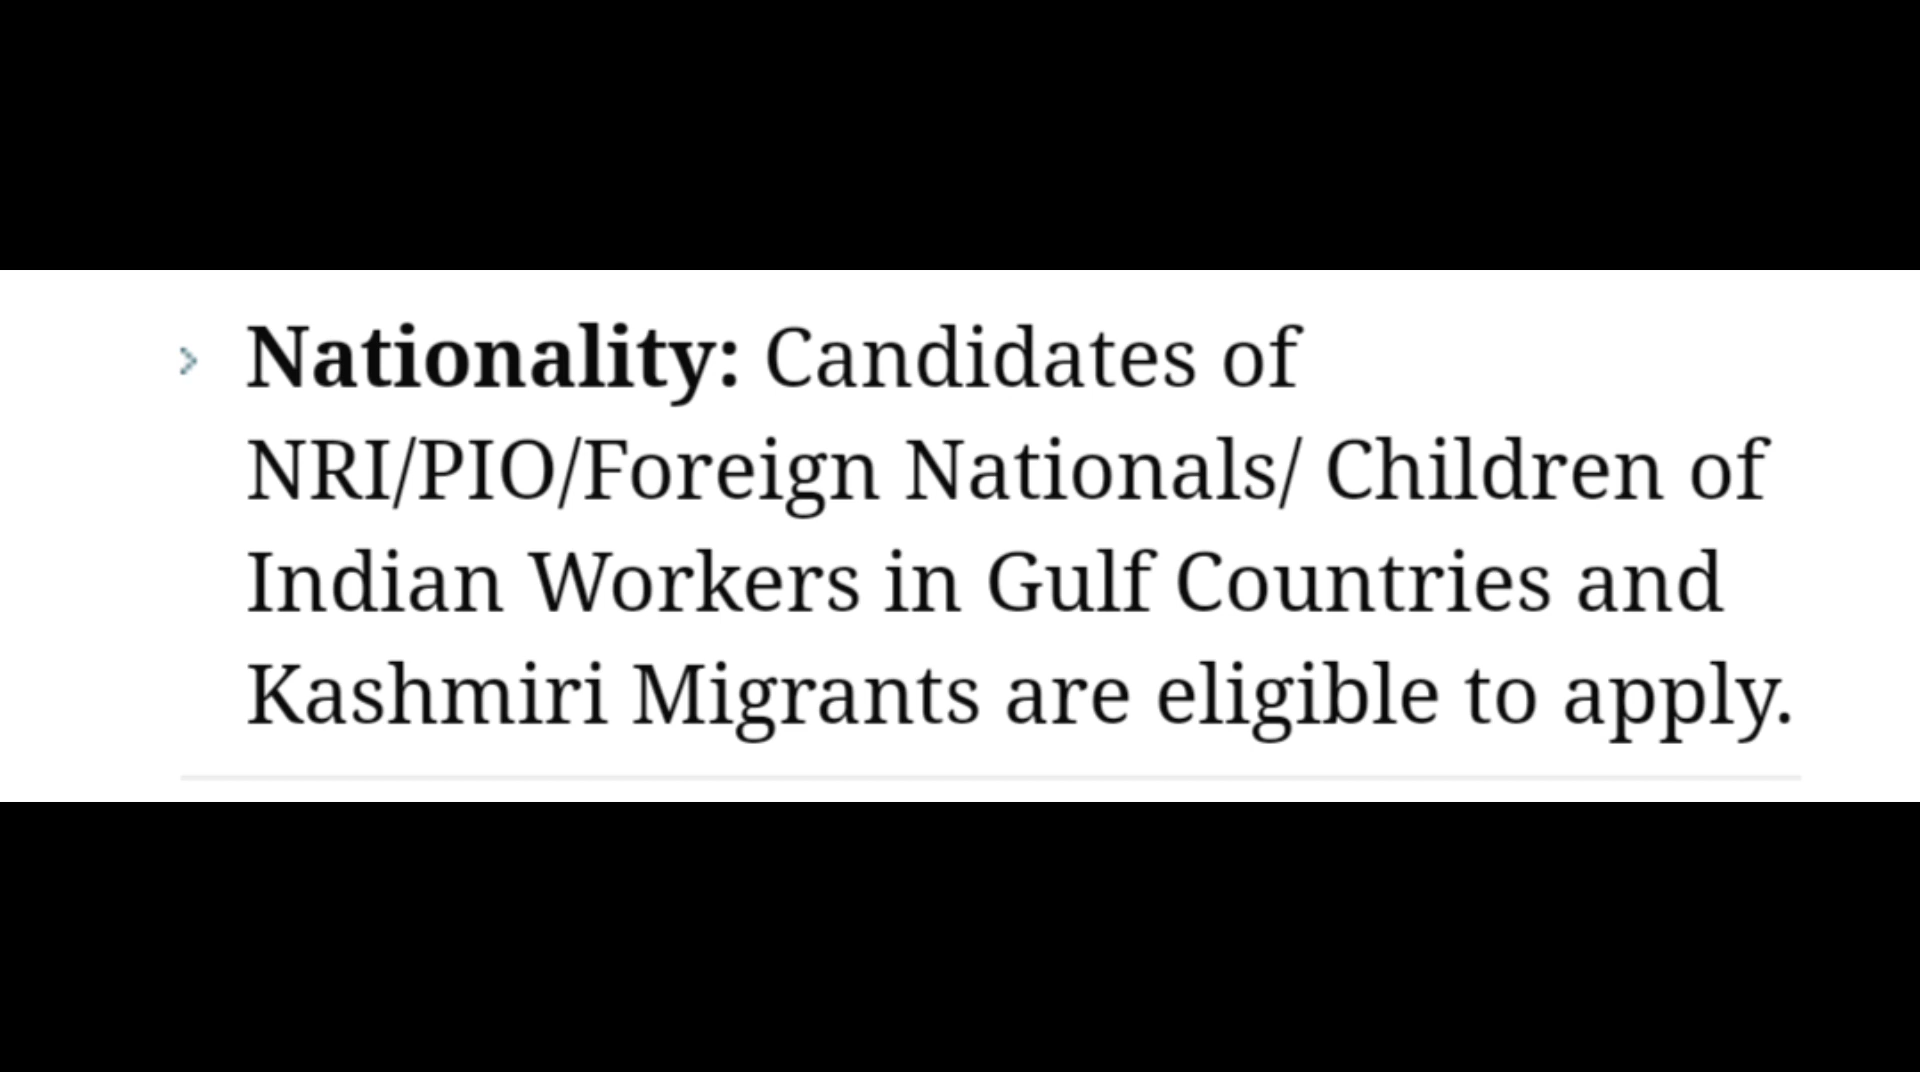 Nationality: Candidates of
NRI/PIO/Foreign Nationals/ Children of
Indian Workers in Gulf Countries and
Kashmiri Migrants are eligible to apply.